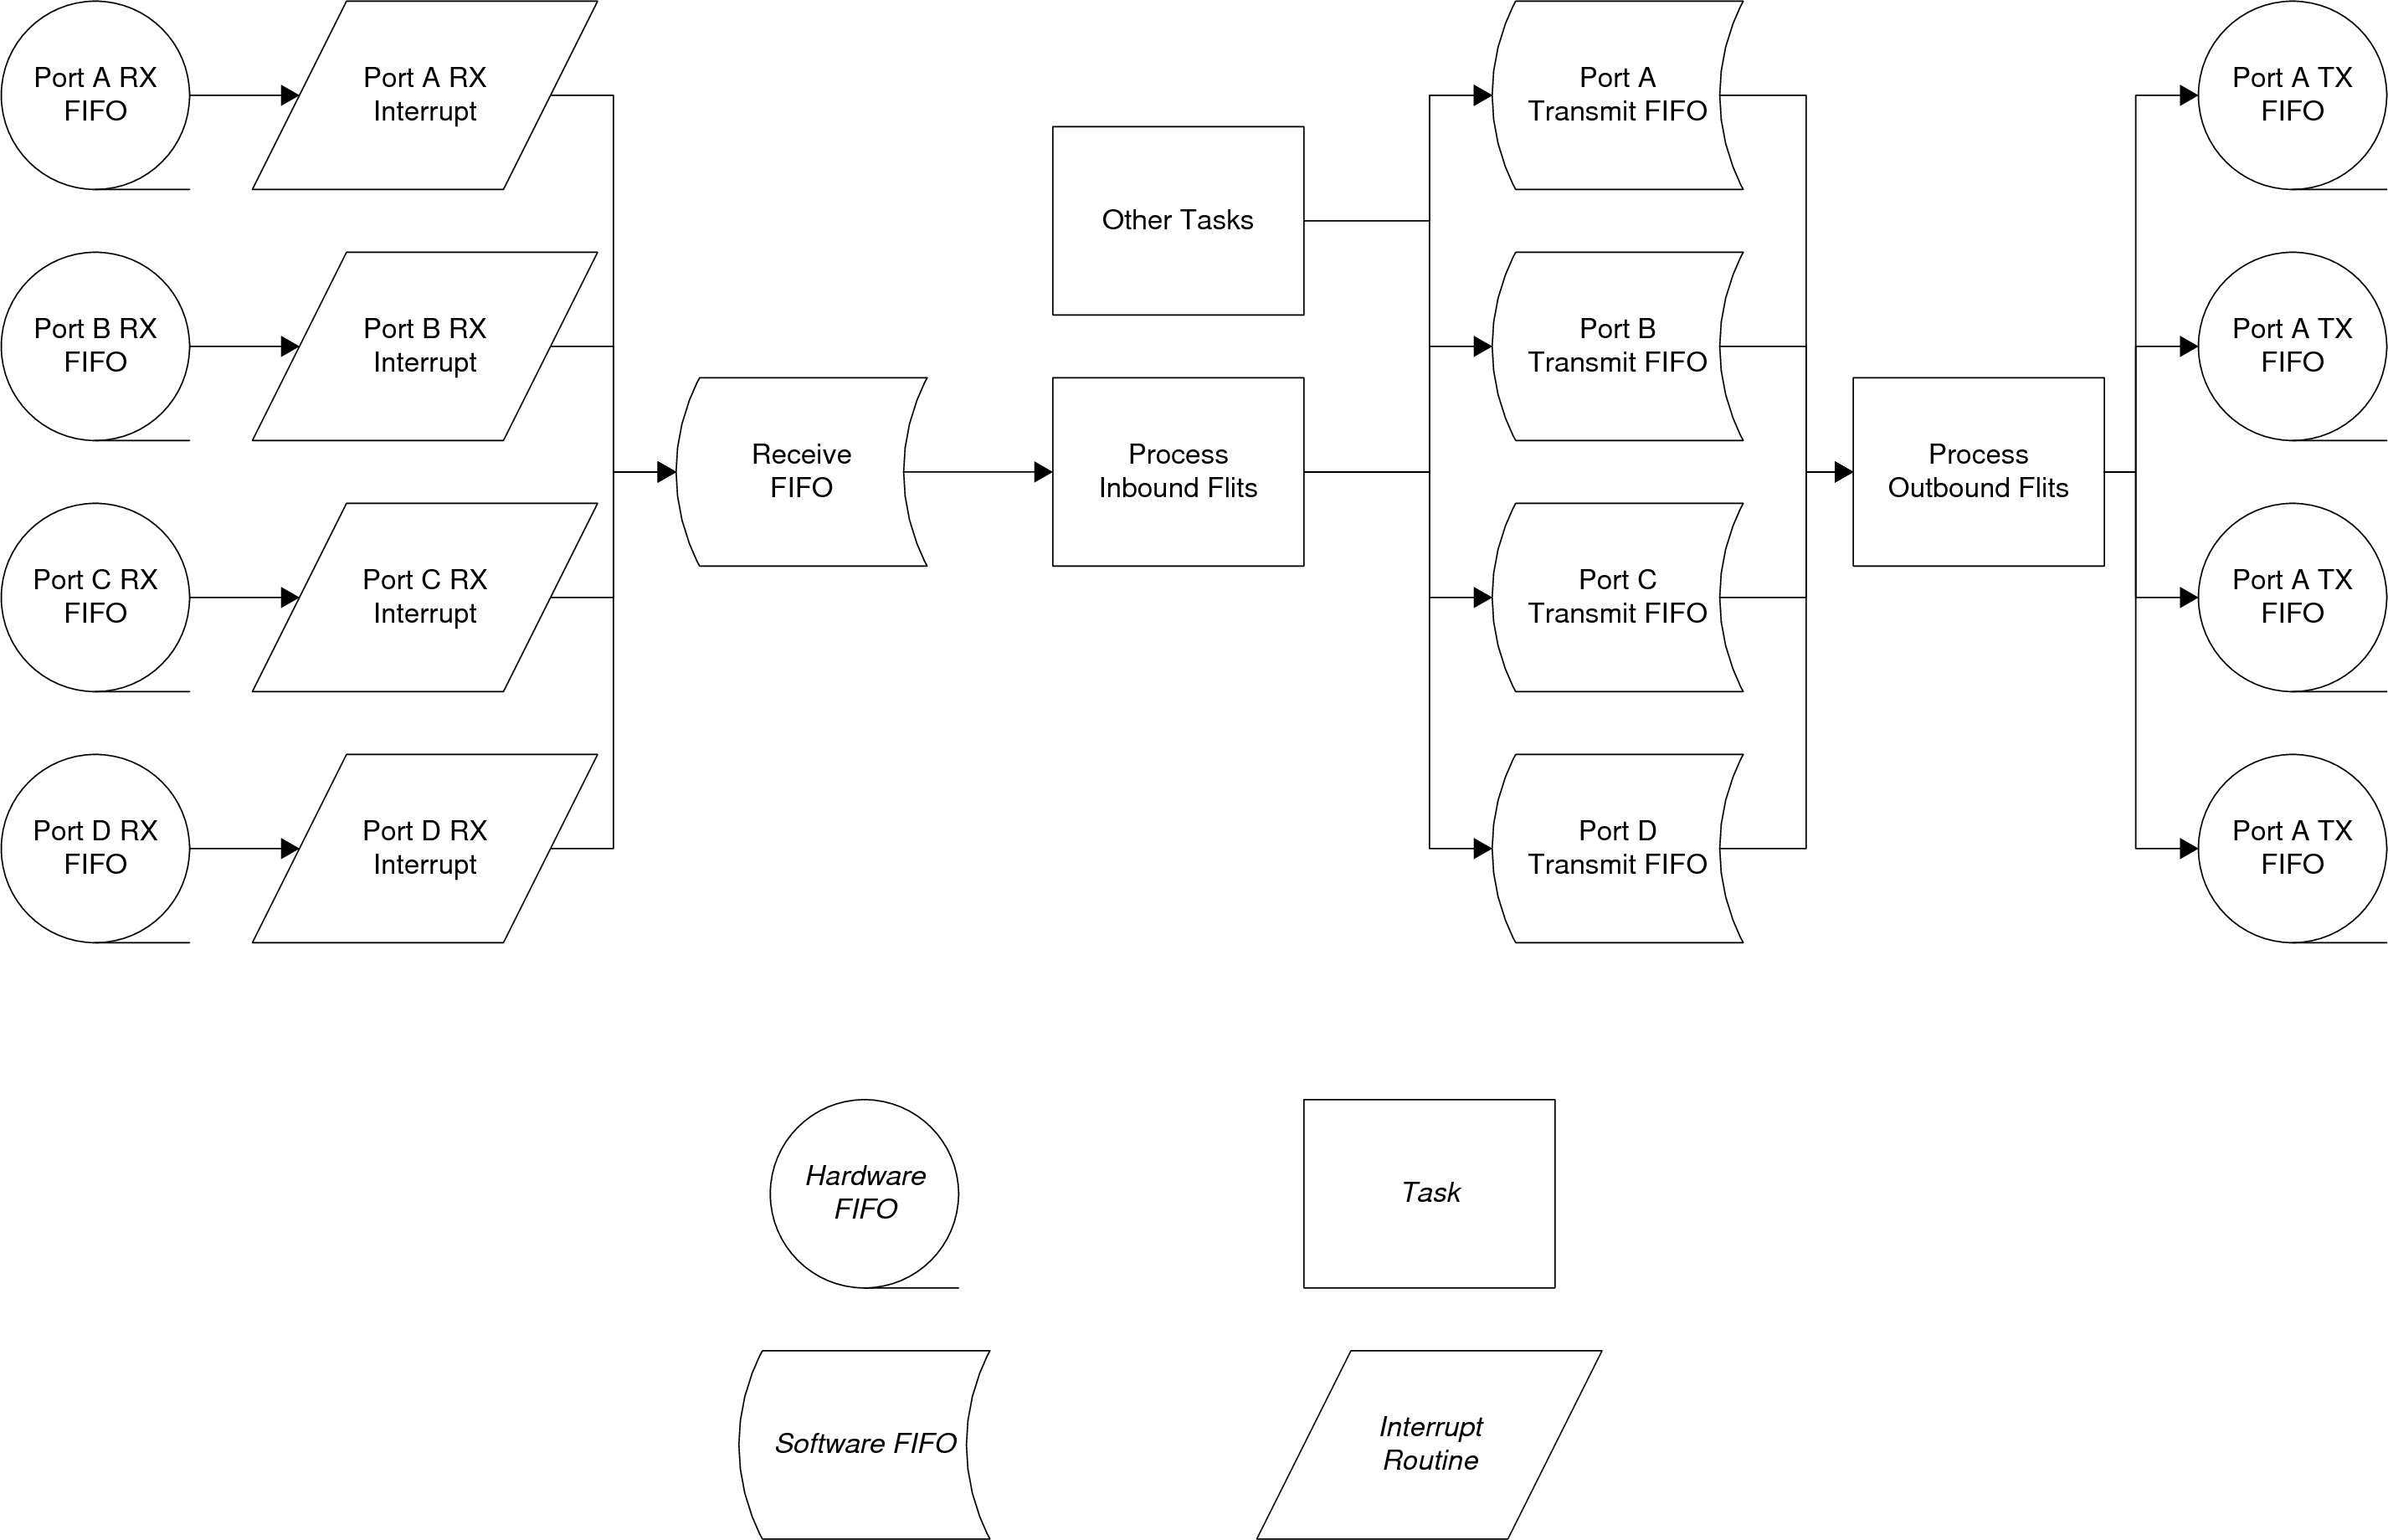 Port A RX
FIFO
Port A RX
Interrupt
Port A
Transmit FIFO
Port A TX
FIFO
Other Tasks
Port B RX
FIFO
Port B RX
Interrupt
Port B
Transmit FIFO
Port A TX
FIFO
Receive
FIFO
Process
Inbound Flits
Process
Outbound Flits
Port C RX
FIFO
Port C RX
Interrupt
Port C
Transmit FIFO
Port A TX
FIFO
Port D RX
FIFO
Port D RX
Interrupt
Port D
Transmit FIFO
Port A TX
FIFO
Hardware
FIFO
Task
Software FIFO
Interrupt
Routine